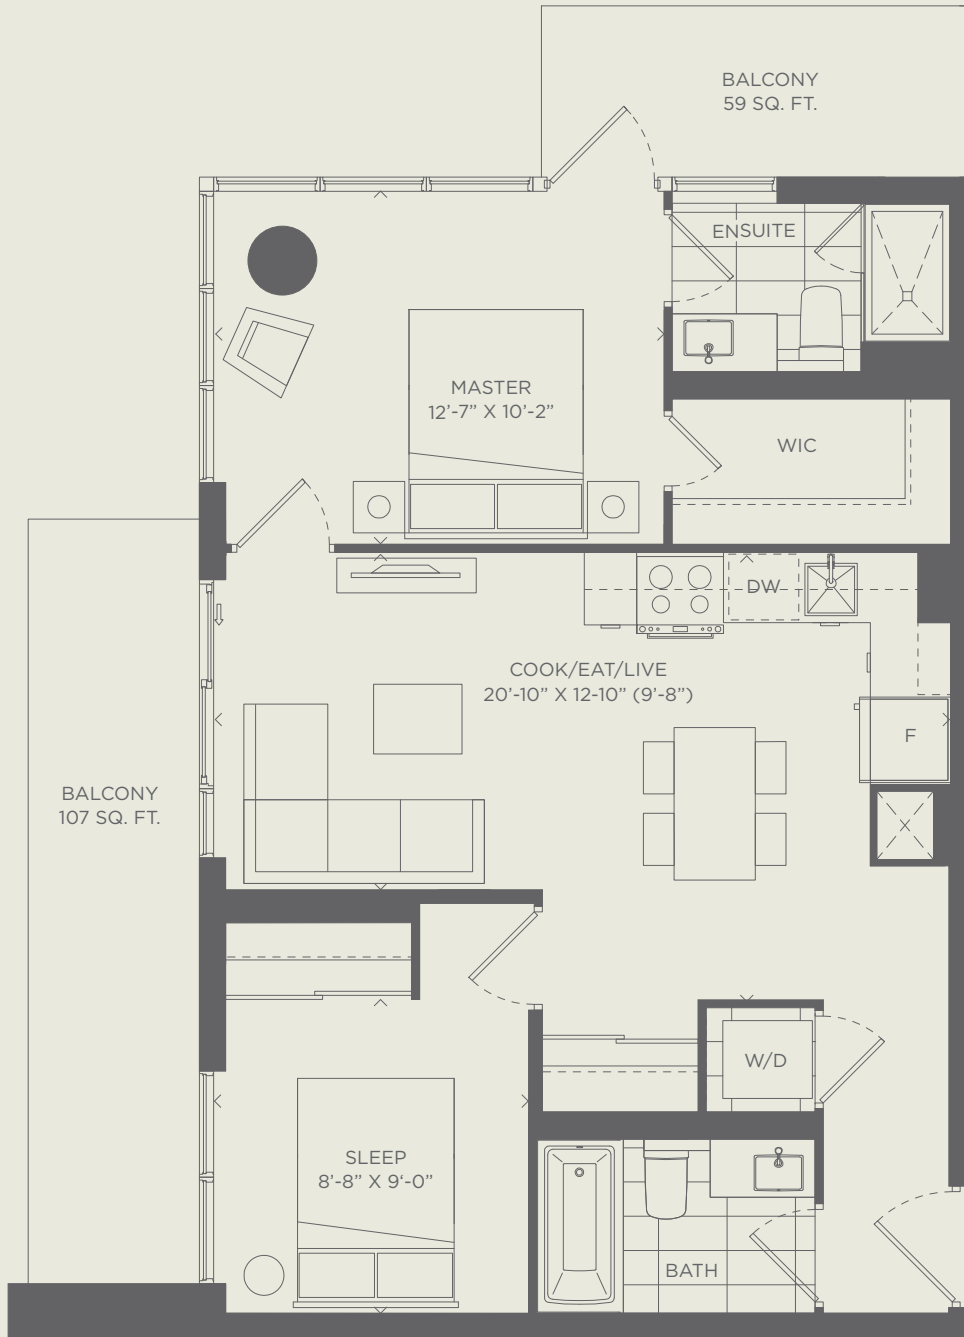 BALCONY
59 SQ. FT.
ENSUITE
MASTER
12’-7” X 10’-2”
WIC
DW
COOK/EAT/LIVE
20’-10” X 12-10” (9’-8”)
F
BALCONY
107 SQ. FT.
W/D
SLEEP
8’-8” X 9‘-0”
BATH